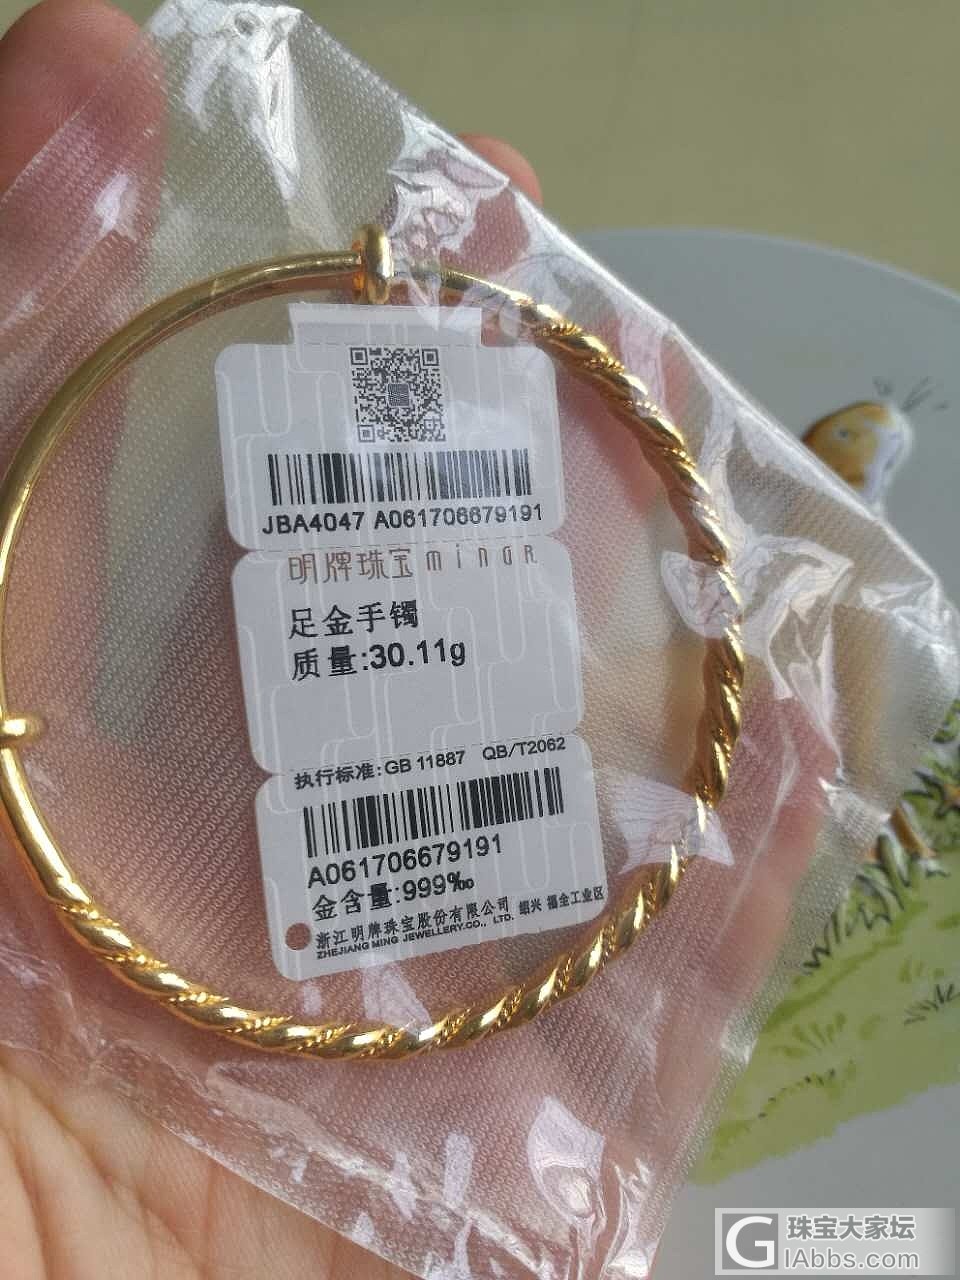 JBA4047 A061706679191
明牌珠宝 minar
足金手镯
质量:30.11g
执行标准:GB 11887 QB/T2062
A061706679191
金含量:999‰
浙江明牌珠宝股份有限公司 绍兴 福全工业区
ZHEJIANG MING JEWELLERY.CO., LTD.
G 珠宝大家坛
GIAbbs.com